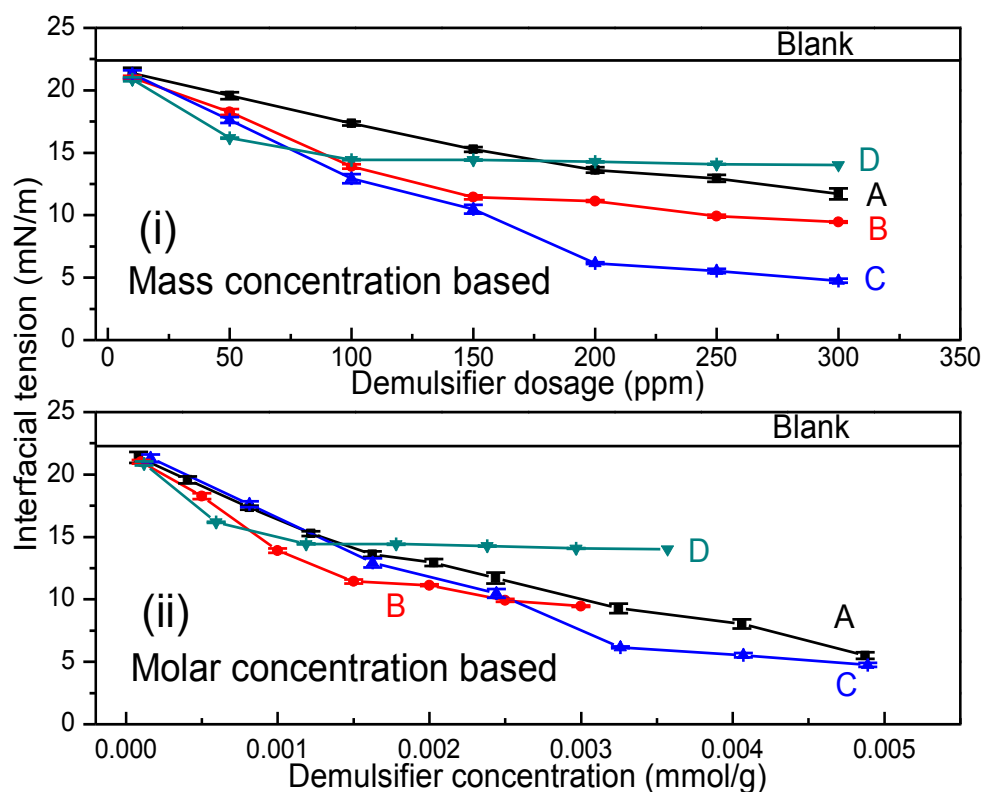 25
20
15
10
5
0
Blank
D
A
B
C
(i)
Mass concentration based
50 100 150 200 250 300 350
Demulsifier dosage (ppm)
Interfacial tension (mN/m)
25
20
15
10
5
0
Blank
D
B
A
C
(ii)
Molar concentration based
0.000 0.001 0.002 0.003 0.004 0.005
Demulsifier concentration (mmol/g)